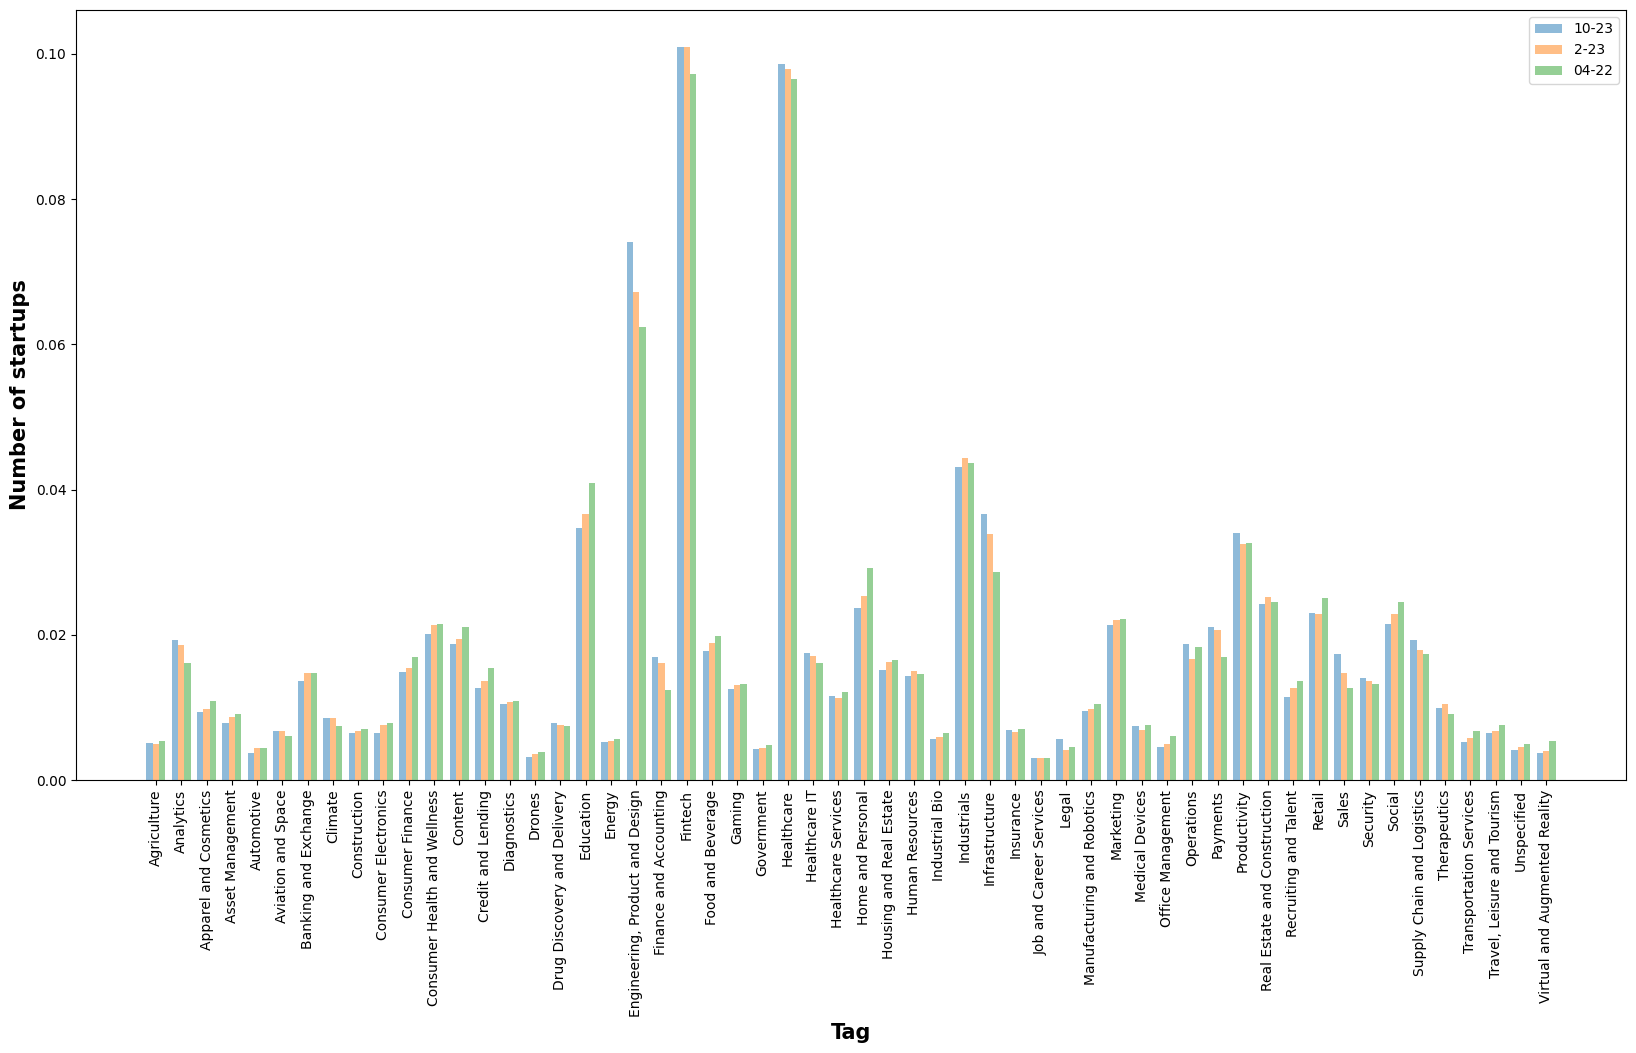 10-23
2-23
04-22
0.10
0.08
0.06
0.04
0.02
0.00
Number of startups
Agriculture
Analytics
Apparel and Cosmetics
Asset Management
Automotive
Aviation and Space
Banking and Exchange
Climate
Construction
Consumer Electronics
Consumer Finance
Consumer Health and Wellness
Content
Credit and Lending
Diagnostics
Drones
Drug Discovery and Delivery
Education
Energy
Engineering, Product and Design
Finance and Accounting
Fintech
Food and Beverage
Gaming
Government
Healthcare
Healthcare IT
Healthcare Services
Home and Personal
Housing and Real Estate
Human Resources
Industrial Bio
Industrials
Infrastructure
Insurance
Job and Career Services
Legal
Manufacturing and Robotics
Marketing
Medical Devices
Office Management
Operations
Payments
Productivity
Real Estate and Construction
Recruiting and Talent
Retail
Sales
Security
Social
Supply Chain and Logistics
Therapeutics
Transportation Services
Travel, Leisure and Tourism
Unspecified
Virtual and Augmented Reality
Tag